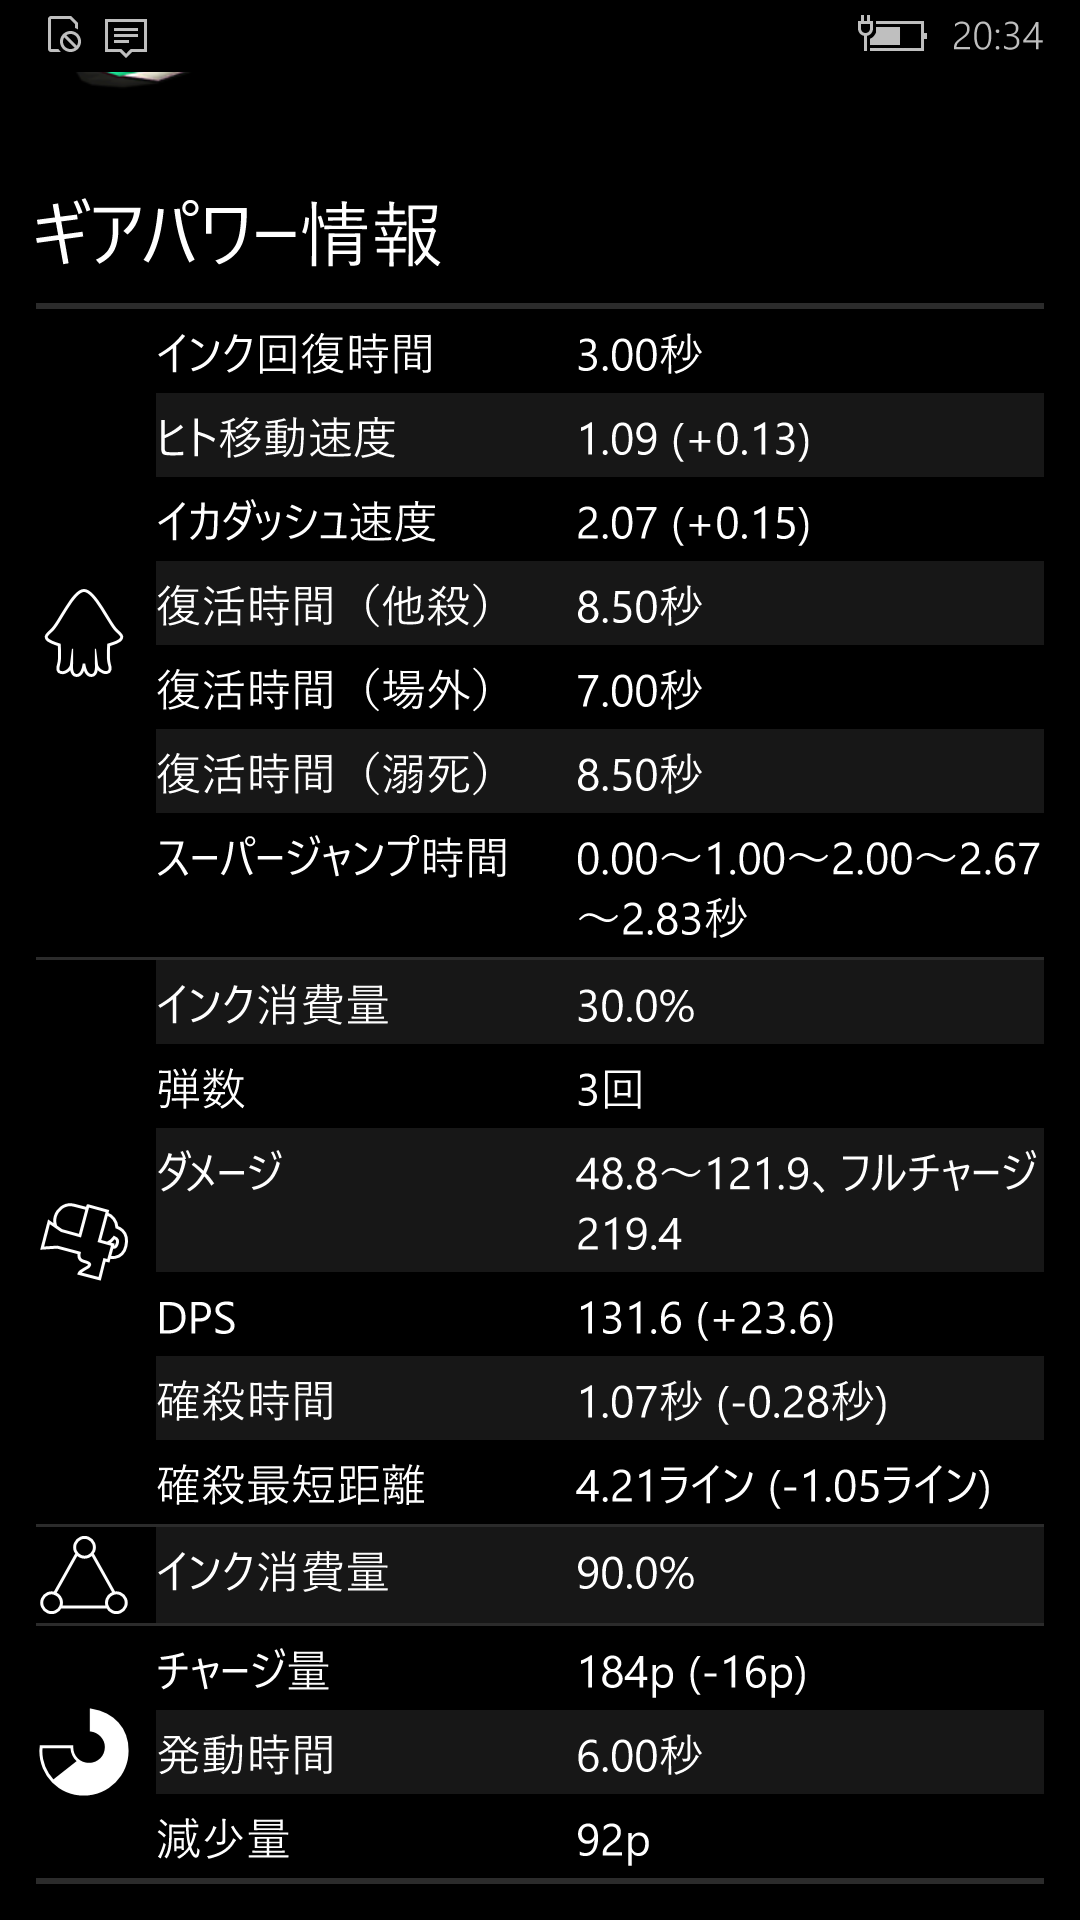 20:34
ギアパワー情報
インク回復時間 3.00秒
ヒト移動速度 1.09 (+0.13)
イカダッシュ速度 2.07 (+0.15)
復活時間（他殺） 8.50秒
復活時間（場外） 7.00秒
復活時間（溺死） 8.50秒
スーパージャンプ時間 0.00～1.00～2.00～2.67
～2.83秒
インク消費量 30.0%
弾数 3回
ダメージ 48.8～121.9、フルチャージ
219.4
DPS 131.6 (+23.6)
確殺時間 1.07秒 (-0.28秒)
確殺最短距離 4.21ライン (-1.05ライン)
インク消費量 90.0%
チャージ量 184p (-16p)
発動時間 6.00秒
減少量 92p